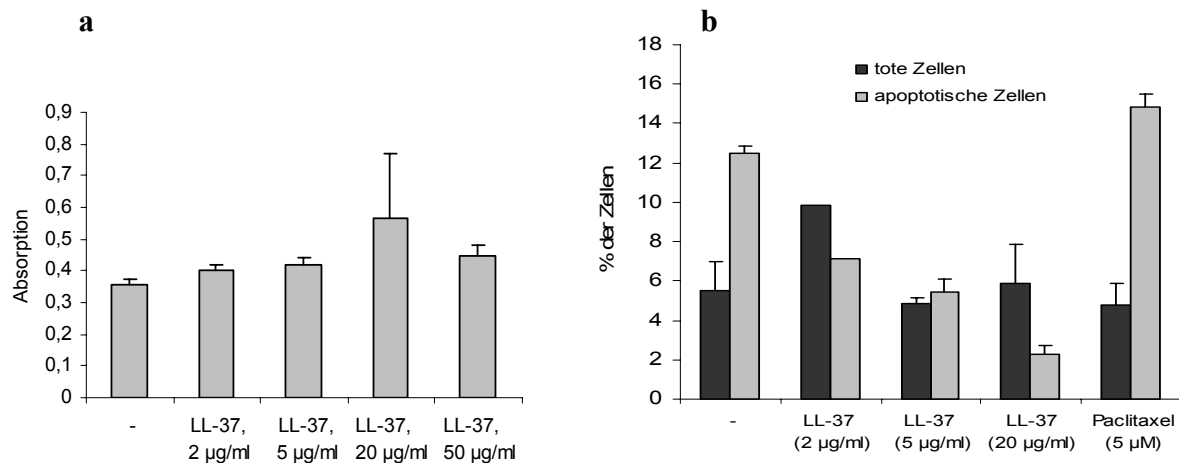 a
Absorption
0,9
0,8
0,7
0,6
0,5
0,4
0,3
0,2
0,1
0
-
LL-37,
2 µg/ml
LL-37,
5 µg/ml
LL-37,
20 µg/ml
LL-37,
50 µg/ml
b
% der Zellen
18
16
14
12
10
8
6
4
2
0
tote Zellen
apoptotische Zellen
-
LL-37
(2 µg/ml)
LL-37
(5 µg/ml)
LL-37
(20 µg/ml)
Paclitaxel
(5 µM)